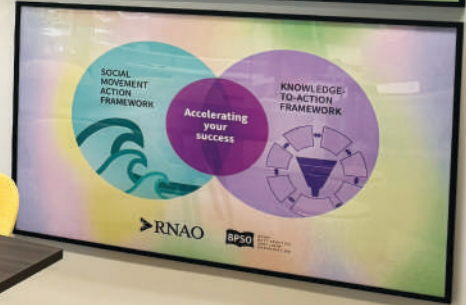 SOCIAL
MOVEMENT
ACTION
FRAMEWORK
KNOWLEDGE-
TO-ACTION
FRAMEWORK
Accelerating
your
success
RNAO
BPSO